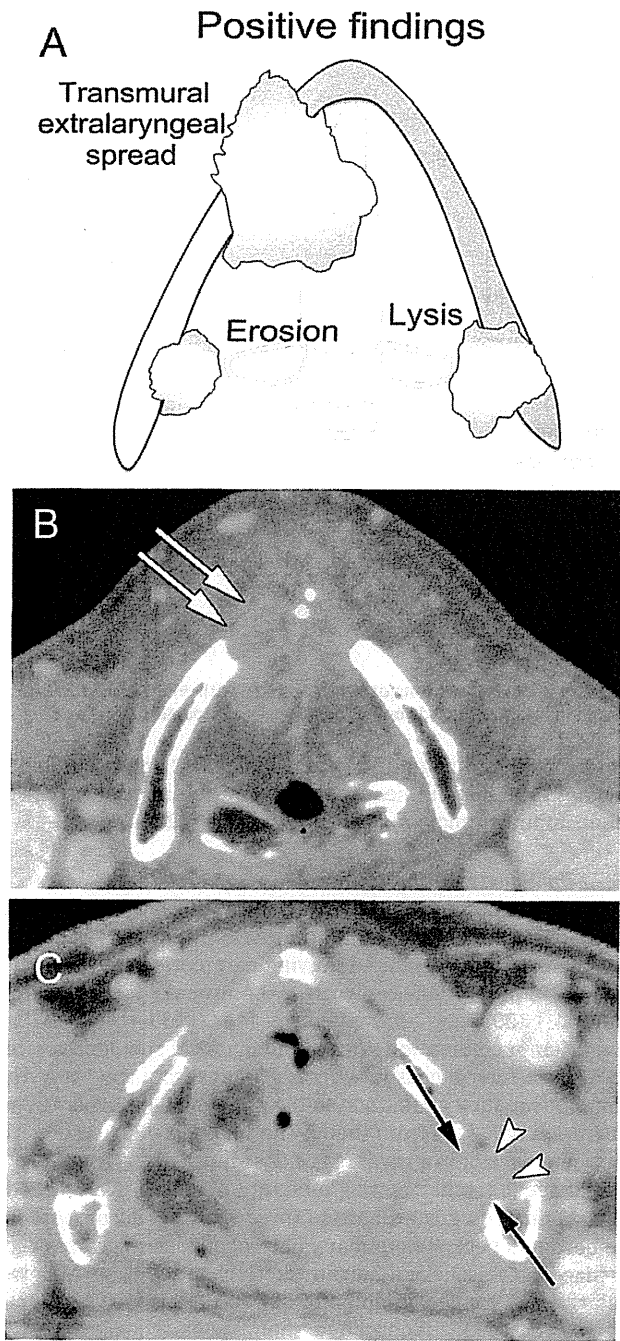 A
Positive findings
Transmural
extralaryngeal
spread
Erosion
Lysis
B
C